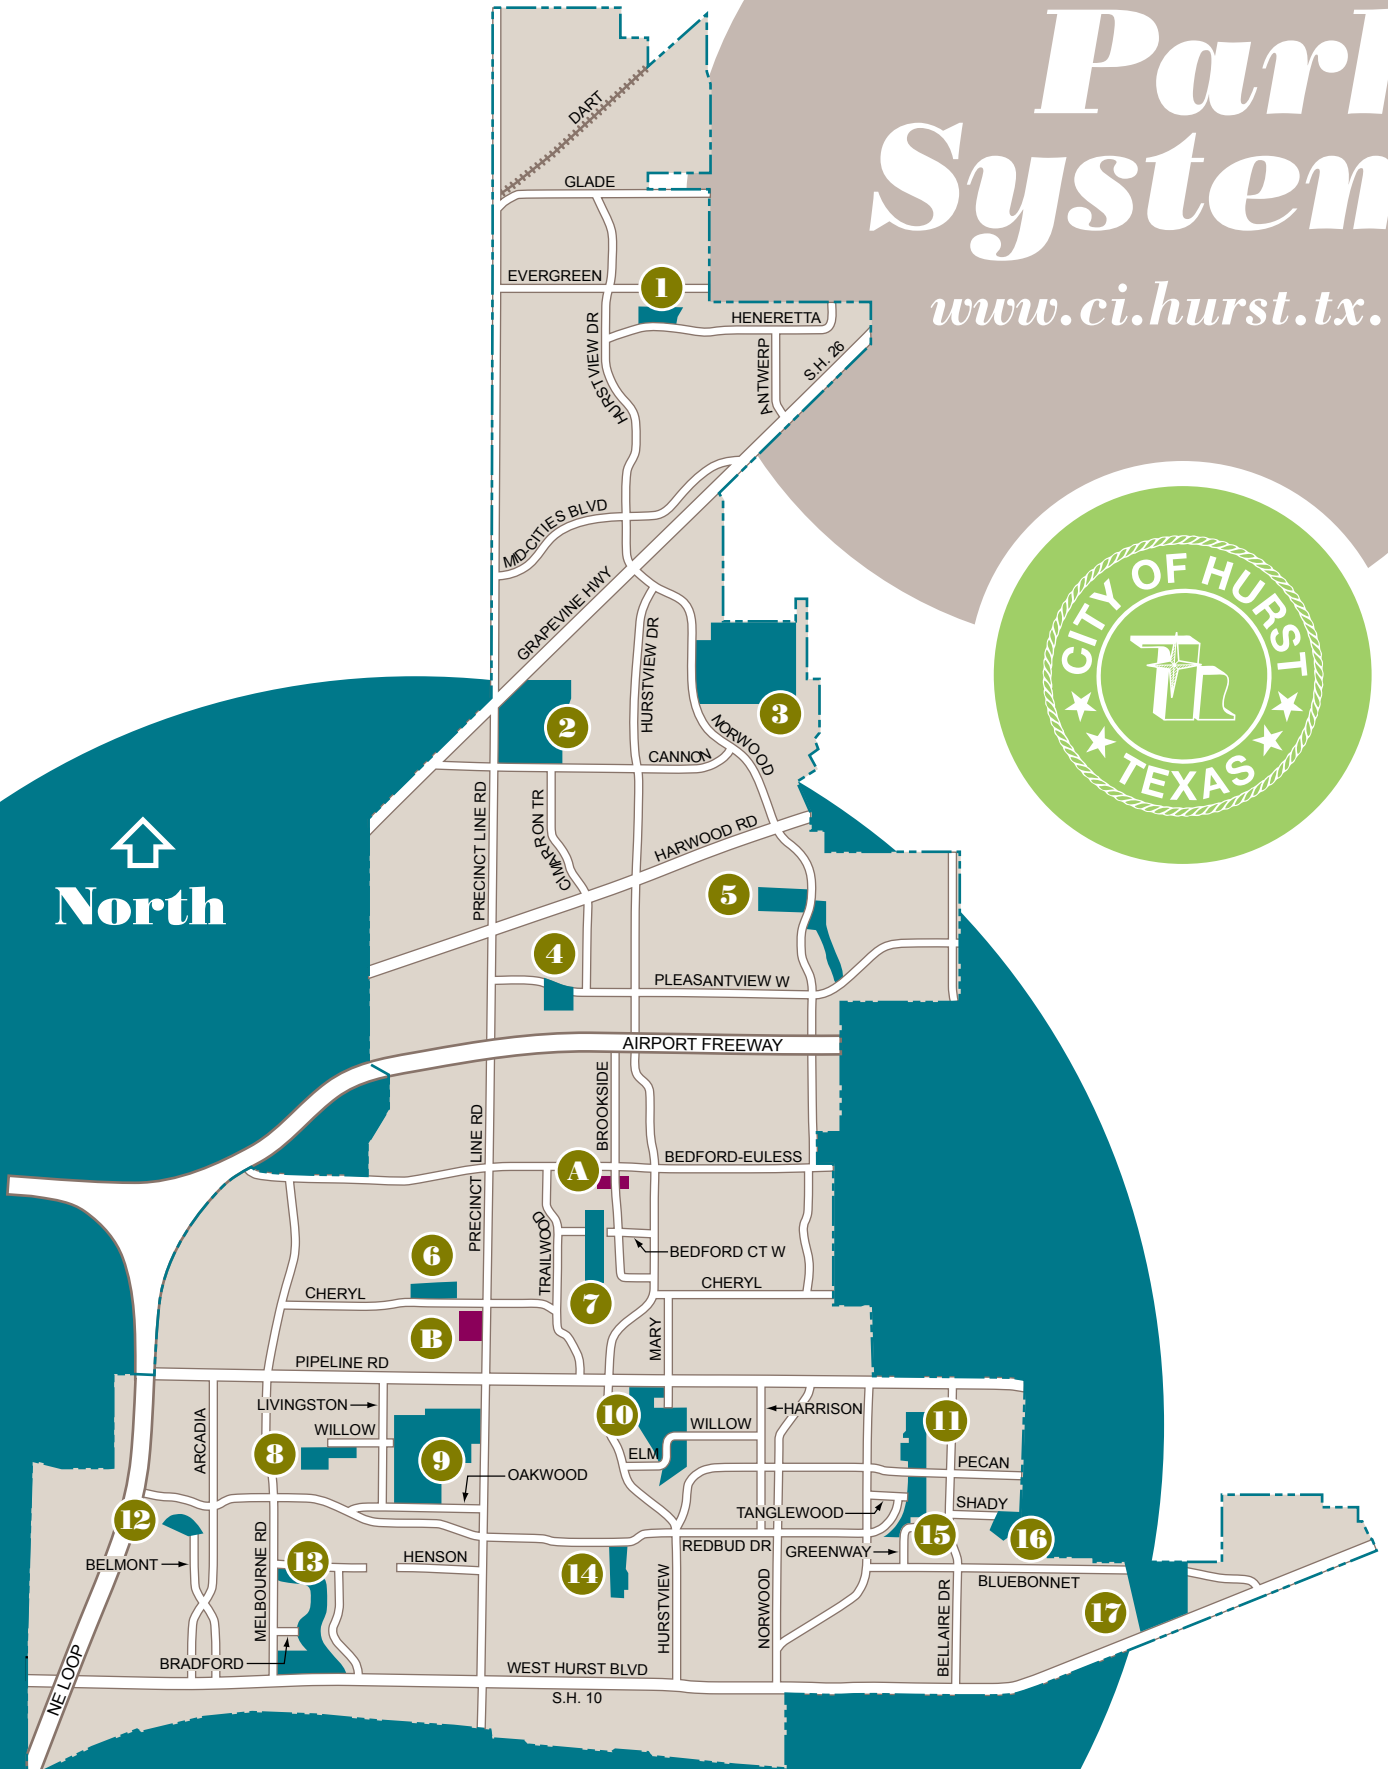 Park
System
www.ci.hurst.tx.
CITY OF HURST
TEXAS
North
DART
GLADE
EVERGREEN
1
HENERETTA
HURSTVIEW DR
ANTWERP
S.H. 26
MID-CITIES BLVD
GRAPEVINE HWY
HURSTVIEW DR
2
3
NORWOOD
CANNON
PRECINCT LINE RD
CIMARRON TR
HARWOOD RD
5
4
PLEASANTVIEW W
AIRPORT FREEWAY
BROOKSIDE
PRECINCT LINE RD
BEDFORD-EULESS
A
TRAILWOOD
6
BEDFORD CT W
CHERYL
CHERYL
7
B
MARY
PIPELINE RD
LIVINGSTON
HARRISON
ARCADIA
WILLOW
10
WILLOW
11
8
9
ELM
PECAN
OAKWOOD
SHADY
TANGLEWOOD
12
15
16
MELBOURNE RD
REDBUD DR
GREENWAY
BELMONT
13
HENSON
14
BLUEBONNET
HURSTVIEW
NORWOOD
BELLAIRE DR
17
BRADFORD
WEST HURST BLVD
S.H. 10
NE LOOP